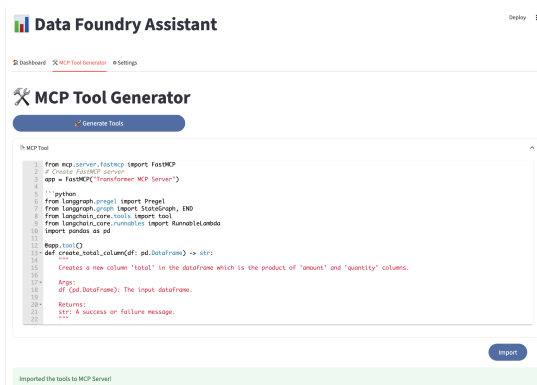 Deploy
Data Foundry Assistant
Dashboard MCP Tool Generator Settings
MCP Tool Generator
Generate Tools
MCP Tool
1 from mcp.server.fastmcp import FastMCP
2 # Create FastMCP server
3 app = FastMCP("Transformer MCP Server")
4
5 ```python
6 from langgraph.pregel import Pregel
7 from langgraph.graph import StateGraph, END
8 from langchain_core.tools import tool
9 from langchain_core.runnables import RunnableLambda
10 import pandas as pd
11
12 @app.tool()
13 def create_total_column(df: pd.DataFrame) -> str:
14 """
15 Creates a new column 'total' in the dataframe which is the product of 'amount' and 'quantity' columns.
16
17 Args:
18 df (pd.DataFrame): The input dataframe.
19
20 Returns:
21 str: A success or failure message.
22 """
Import
Imported the tools to MCP Server!